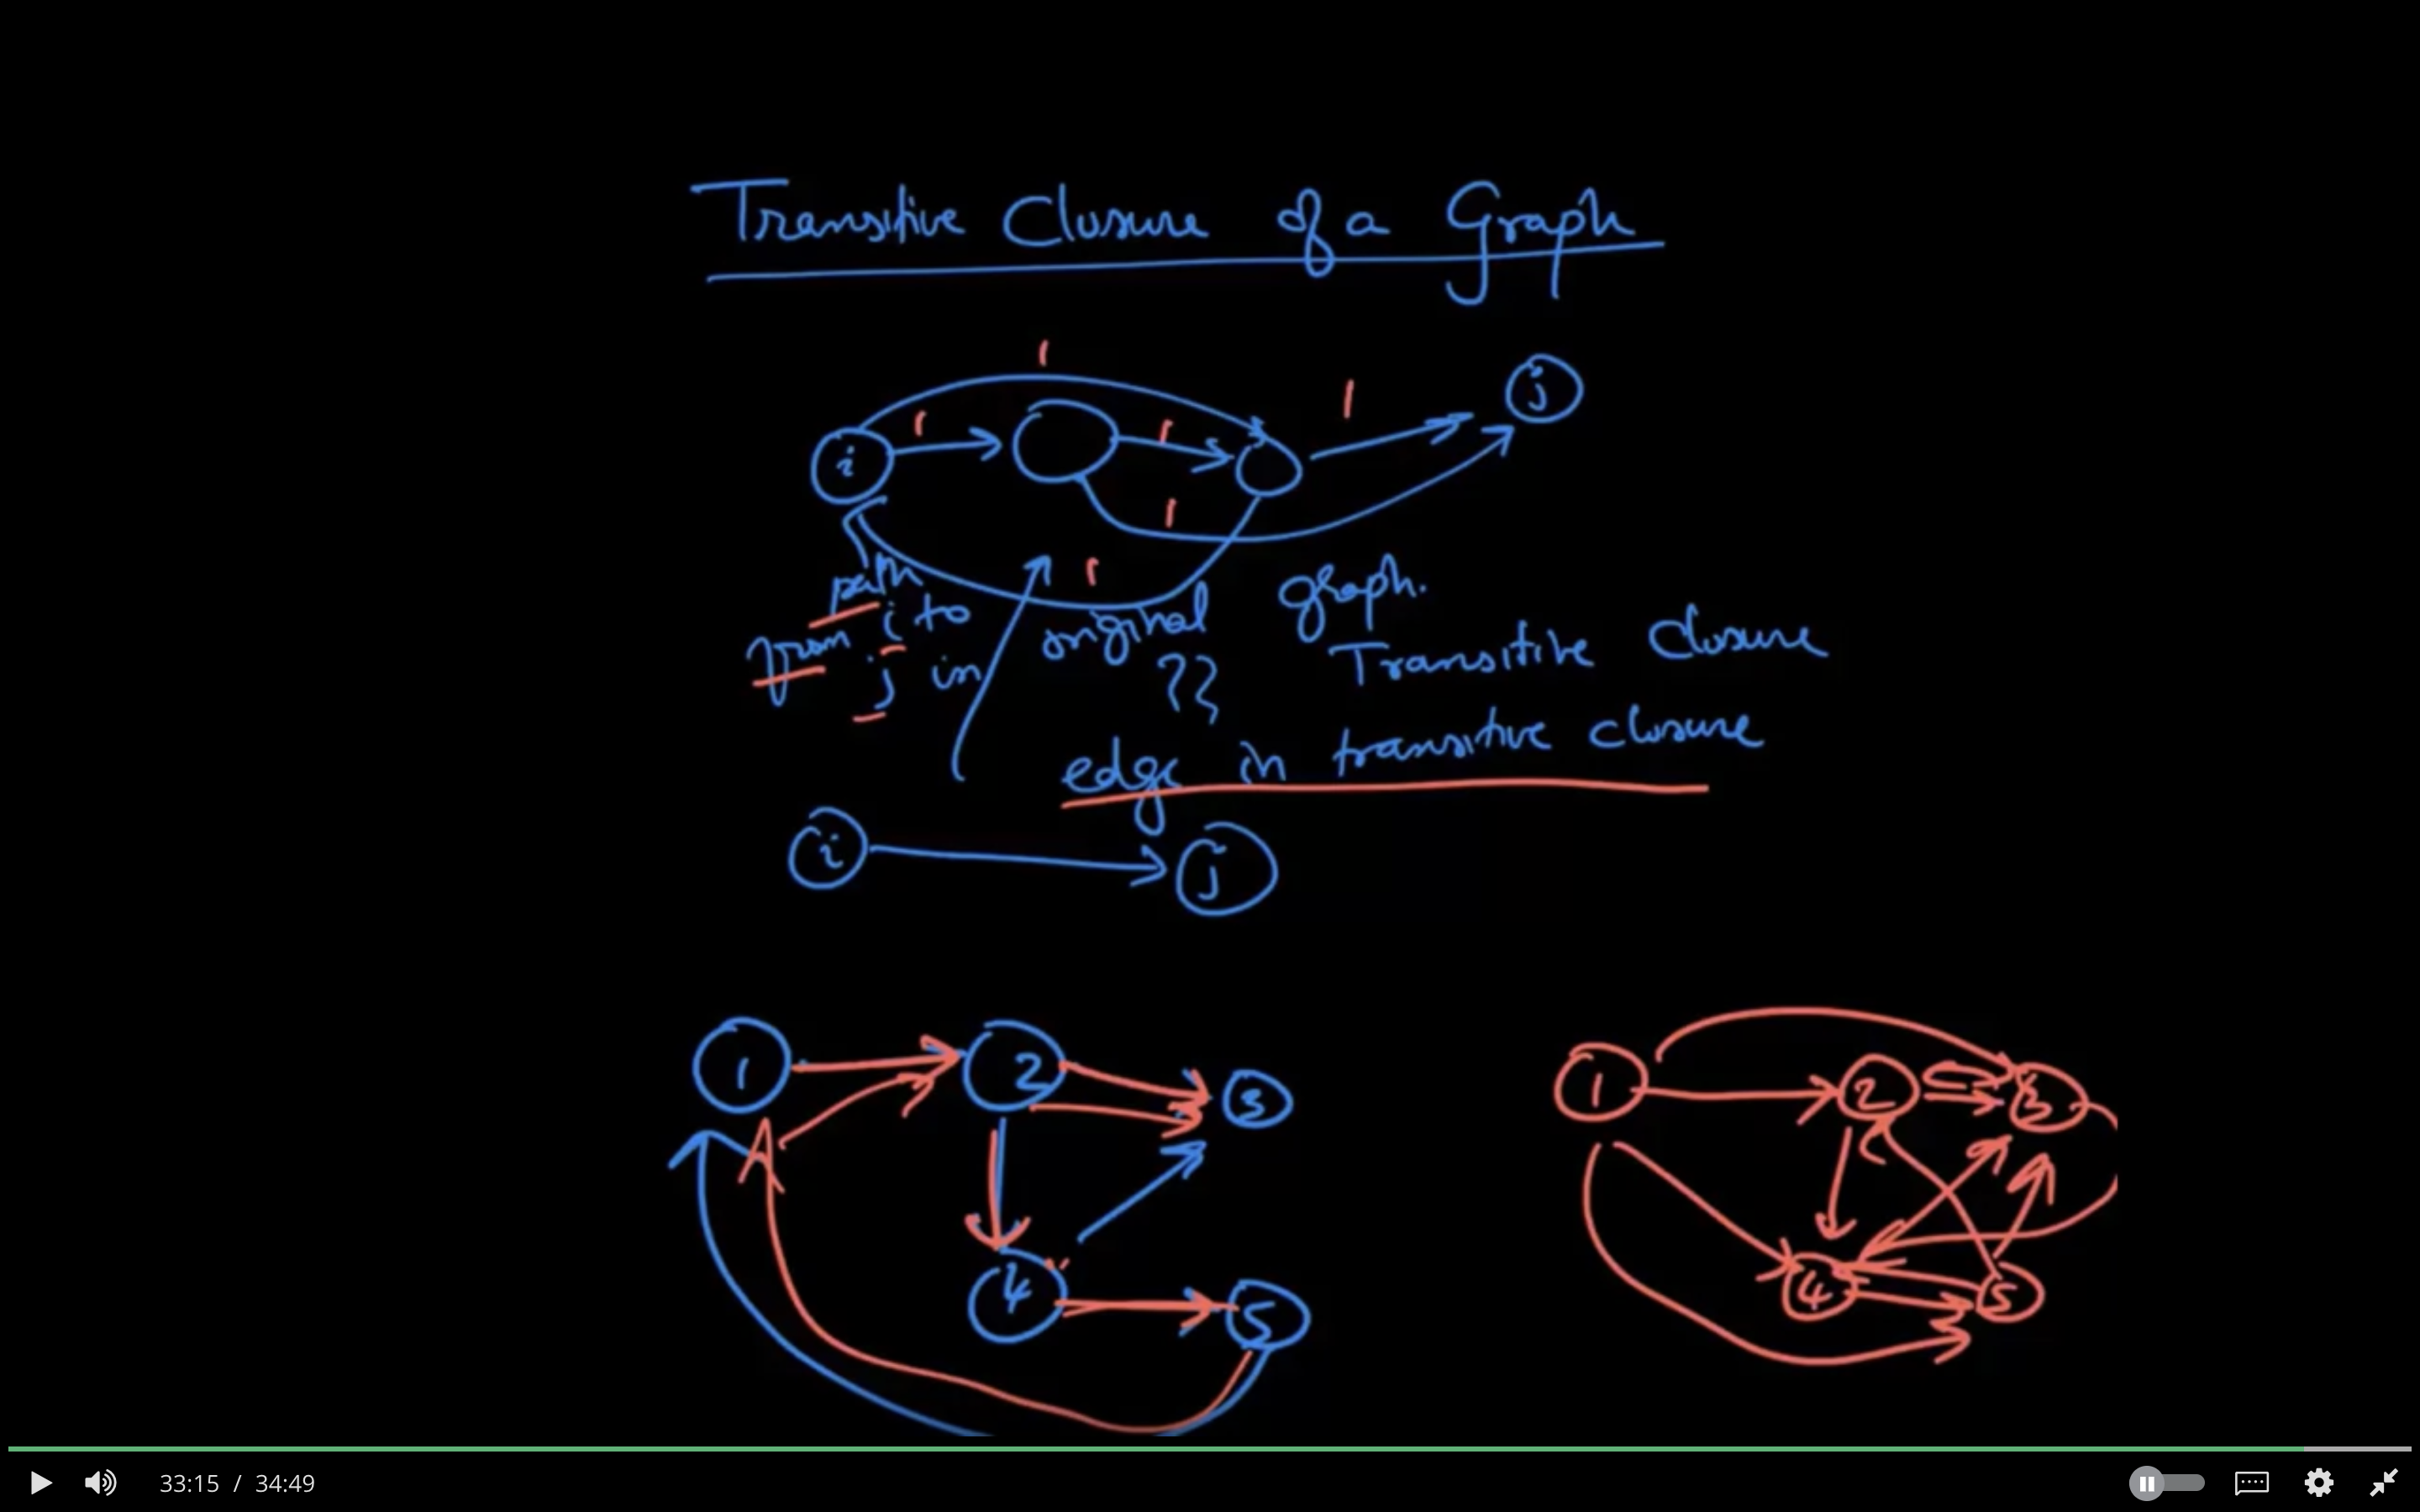 Transitive Closure of a Graph
1
1
i
1
1
j
1
1
path
from i to
j in
original
graph.
??
Transitive Closure
edge in transitive closure
i
j
1
2
3
4
5
1
2
3
4
5
33:15 / 34:49